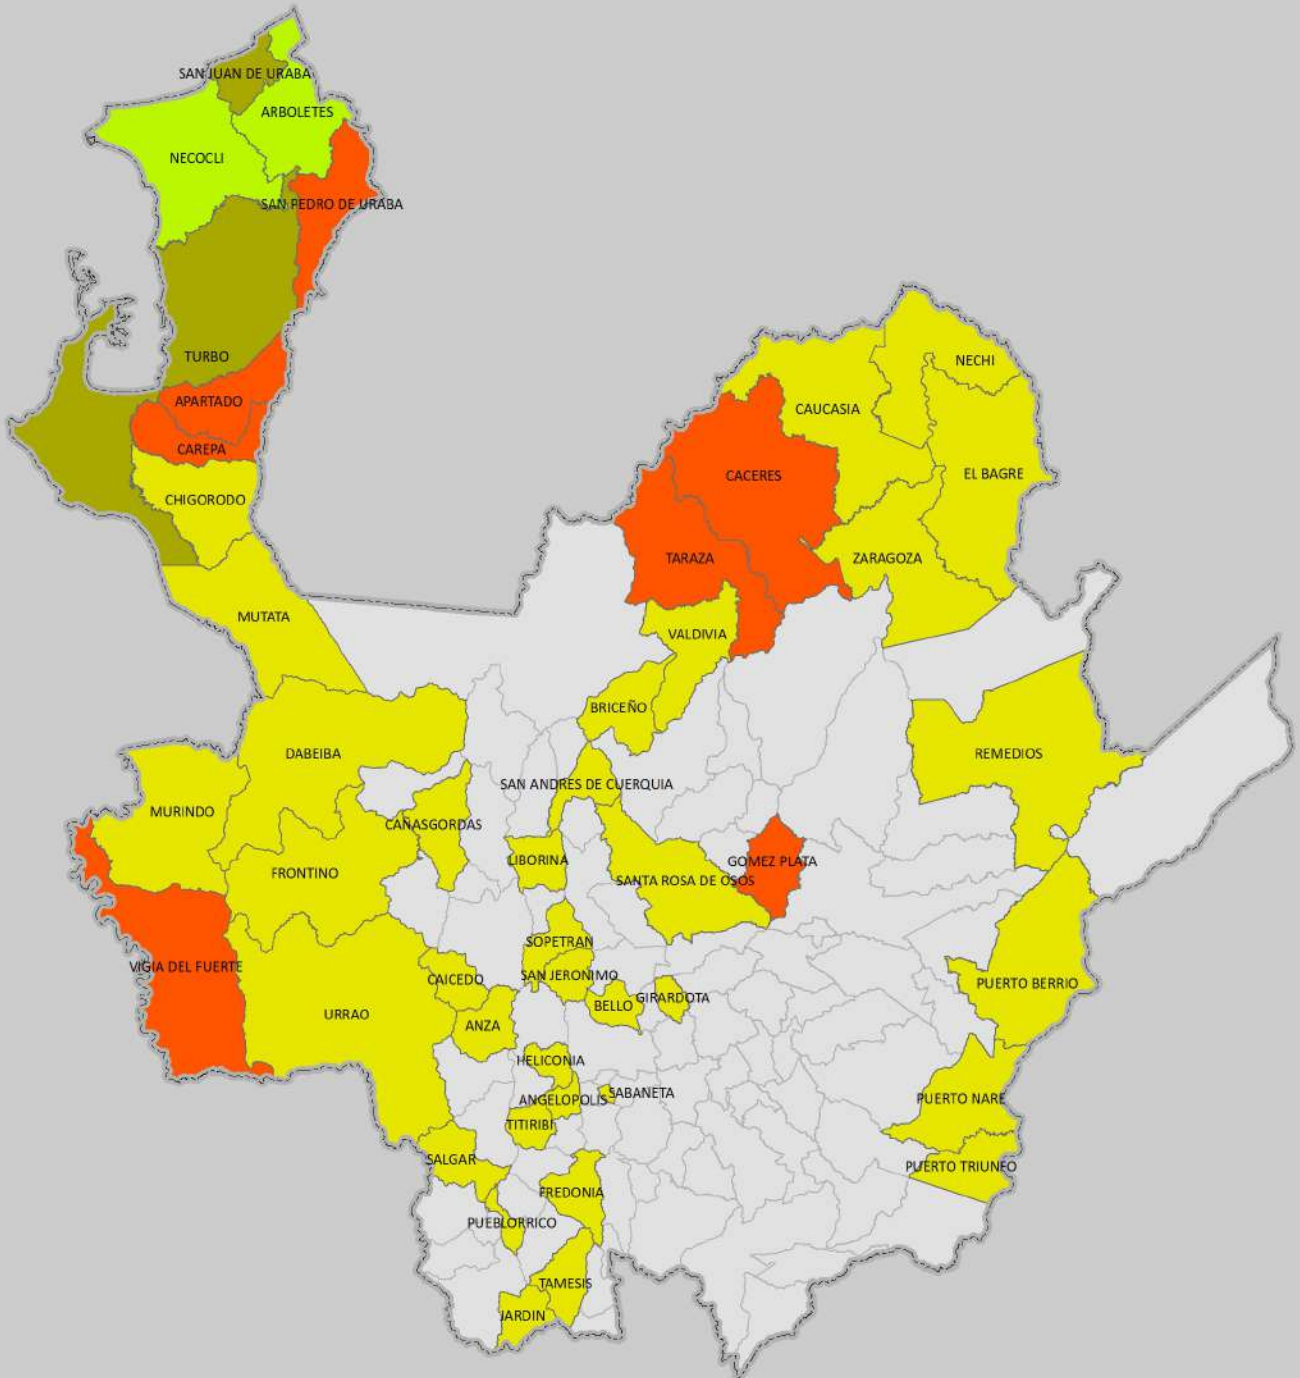 SAN JUAN DE URABA
ARBOLETES
NECOCLI
SAN PEDRO DE URABA
TURBO
NECHI
APARTADO
CAUCASIA
CAREPA
CACERES
EL BAGRE
CHIGORODO
TARAZA
ZARAGOZA
MUTATA
VALDIVIA
BRICEÑO
DABEIBA
REMEDIOS
SAN ANDRES DE CUERQUIA
MURINDO
CAÑASGORDAS
LIBORINA
GOMEZ PLATA
FRONTINO
SANTA ROSA DE OSOS
SOPETRAN
VIGIA DEL FUERTE
SAN JERONIMO
CAICEDO
PUERTO BERRIO
GIRARDOTA
BELLO
URRAO
ANZA
HELICONIA
SABANETA
ANGELOPOLIS
PUERTO NARE
TITIRIBI
SALGAR
PUERTO TRIUNFO
FREDONIA
PUEBLORRICO
TAMESIS
JARDIN